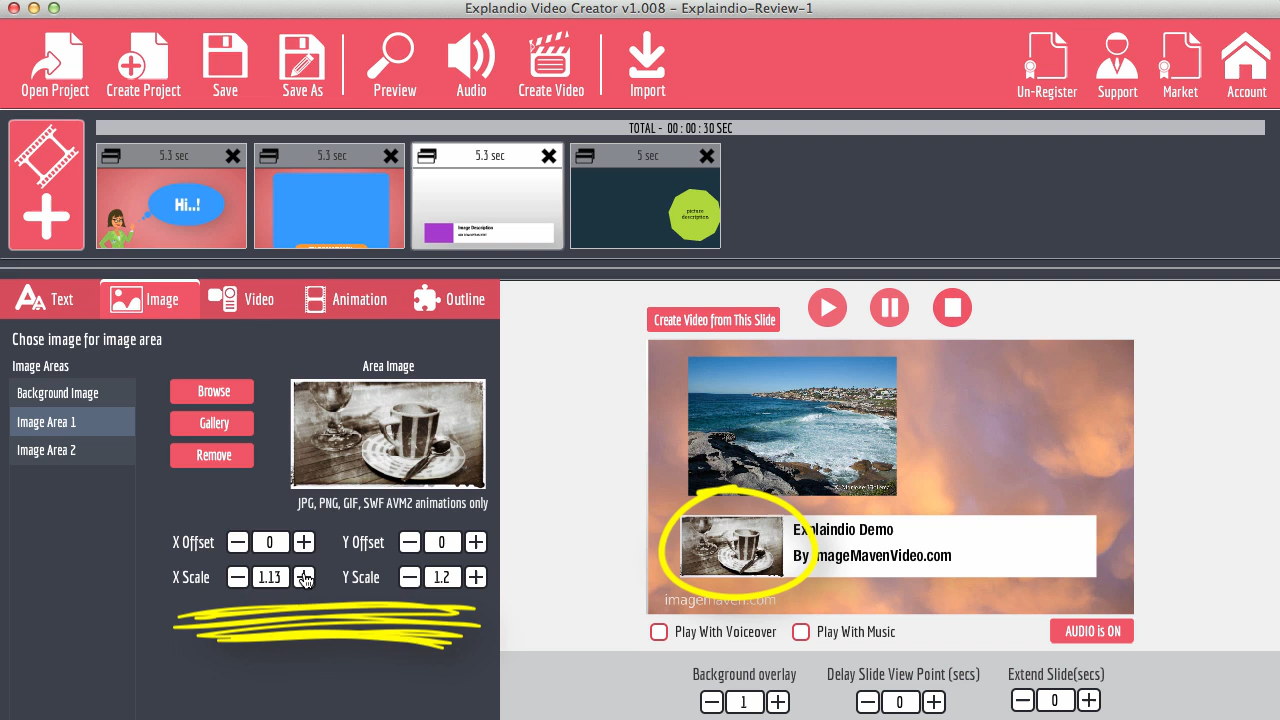 Explandio Video Creator v1.008 - Explaindio-Review-1
Open Project
Create Project
Save
Save As
Preview
Audio
Create Video
Import
Un-Register
Support
Market
Account
TOTAL - 00 : 00 : 30 SEC
5.3 sec
5.3 sec
5.3 sec
5 sec
Hi..!
Image Description
picture
description
Text
Image
Video
Animation
Outline
Chose image for image area
Image Areas
Area Image
Background Image
Image Area 1
Image Area 2
Browse
Gallery
Remove
JPG, PNG, GIF, SWF AVM2 animations only
X Offset
0
Y Offset
0
X Scale
1.13
Y Scale
1.2
Create Video from This Slide
Explaindio Demo
By ImageMavenVideo.com
imagemaven.com
Play With Voiceover
Play With Music
AUDIO is ON
Background overlay
Delay Slide View Point (secs)
Extend Slide(secs)
1
0
0